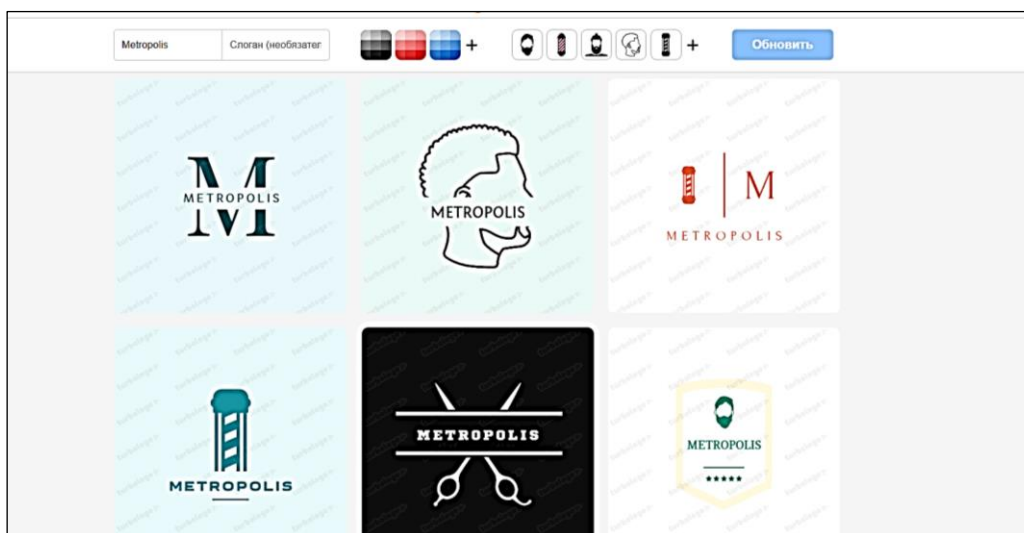 Metropolis
Слоган (необязател
+
+
Обновить
M
METROPOLIS
METROPOLIS
M
METROPOLIS
METROPOLIS
METROPOLIS
METROPOLIS